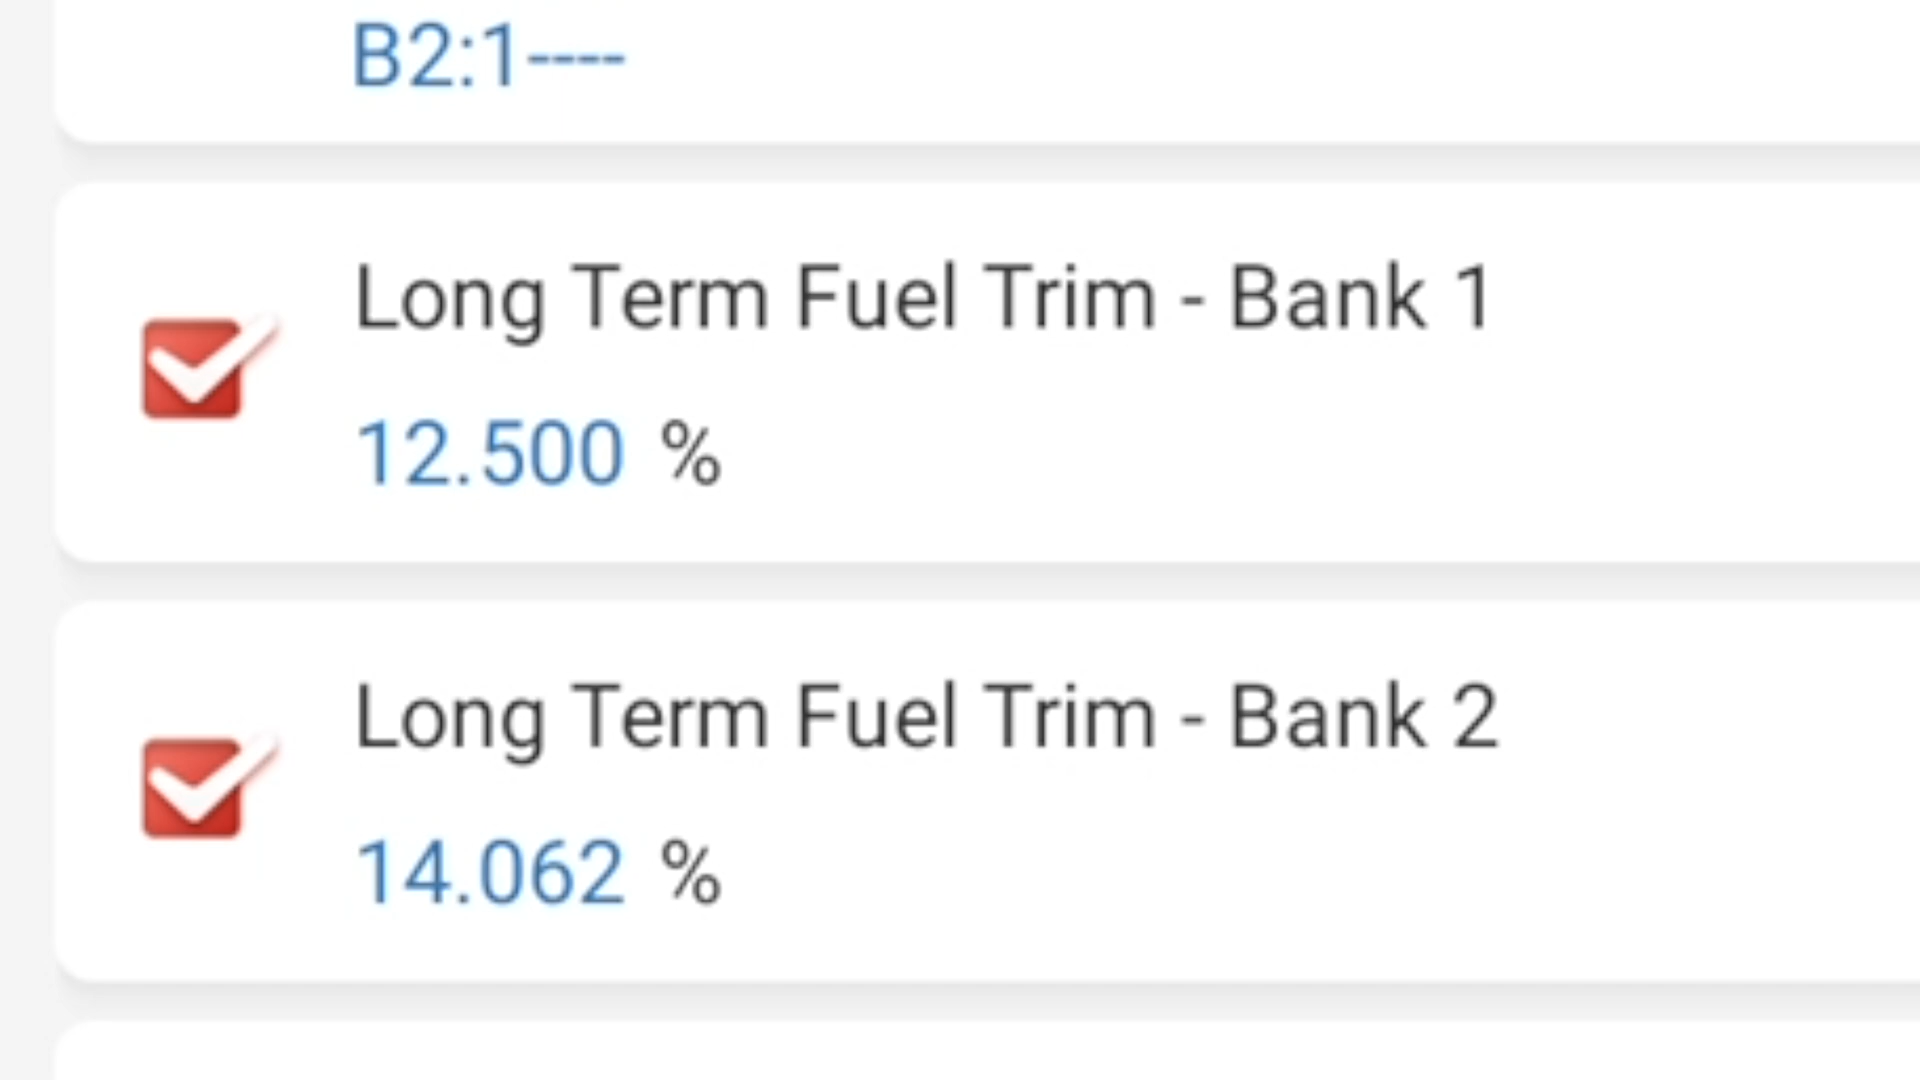 B2:1----
Long Term Fuel Trim - Bank 1
12.500 %
Long Term Fuel Trim - Bank 2
14.062 %